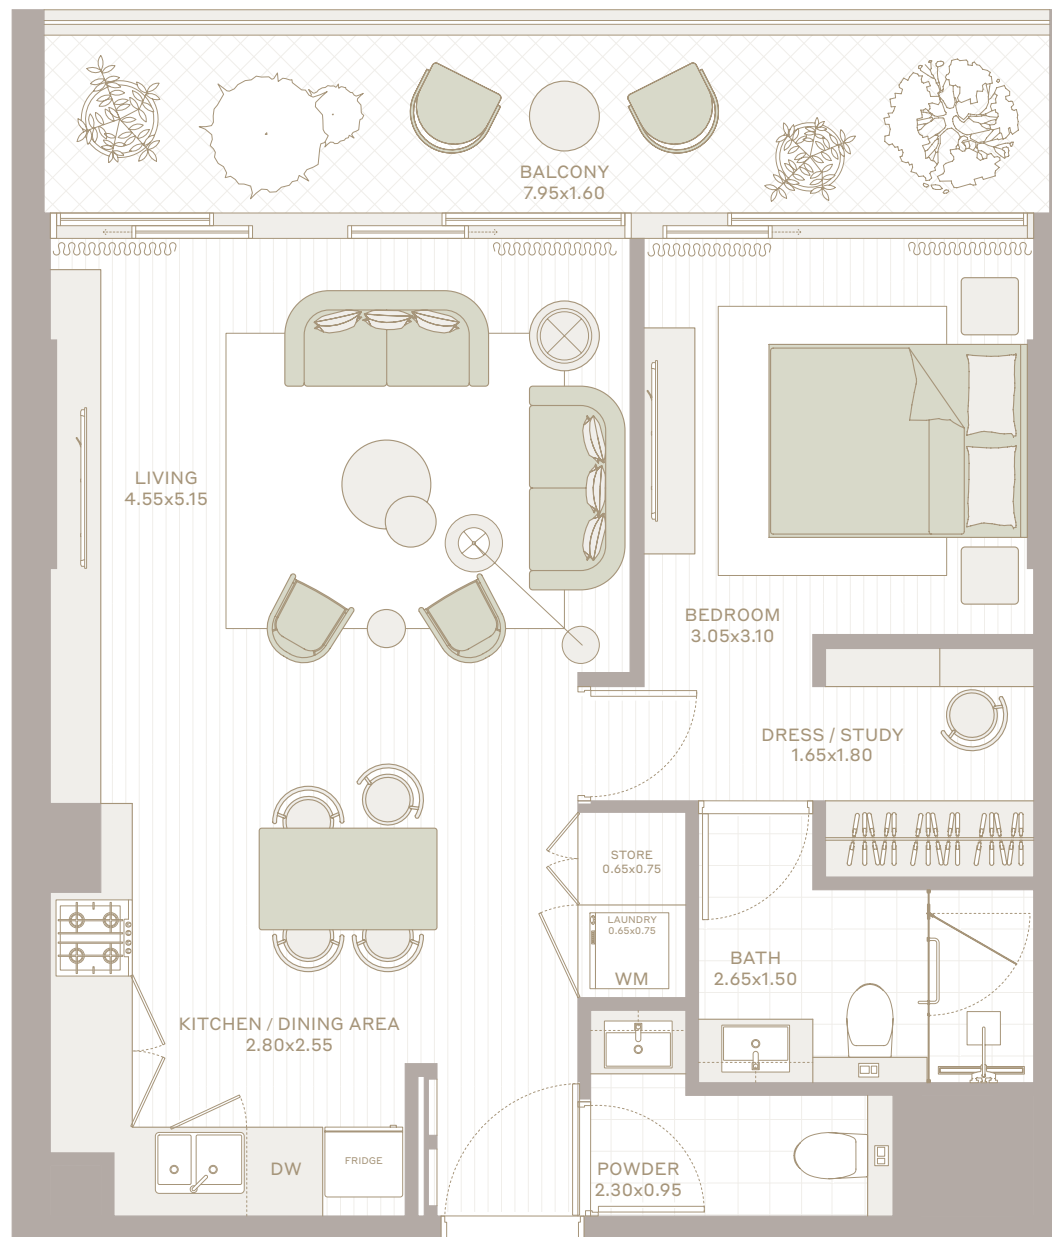 BALCONY
7.95x1.60
LIVING
4.55x5.15
BEDROOM
3.05x3.10
DRESS / STUDY
1.65x1.80
STORE
0.65x0.75
LAUNDRY
0.65x0.75
WM
BATH
2.65x1.50
KITCHEN / DINING AREA
2.80x2.55
DW
FRIDGE
POWDER
2.30x0.95